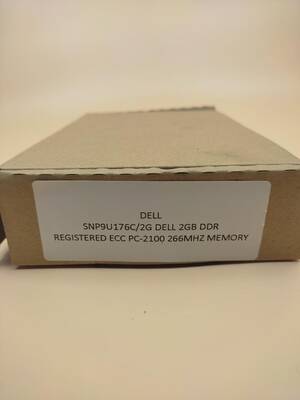 DELL
SNP9U176C/2G DELL 2GB DDR
REGISTERED ECC PC-2100 266MHZ MEMORY